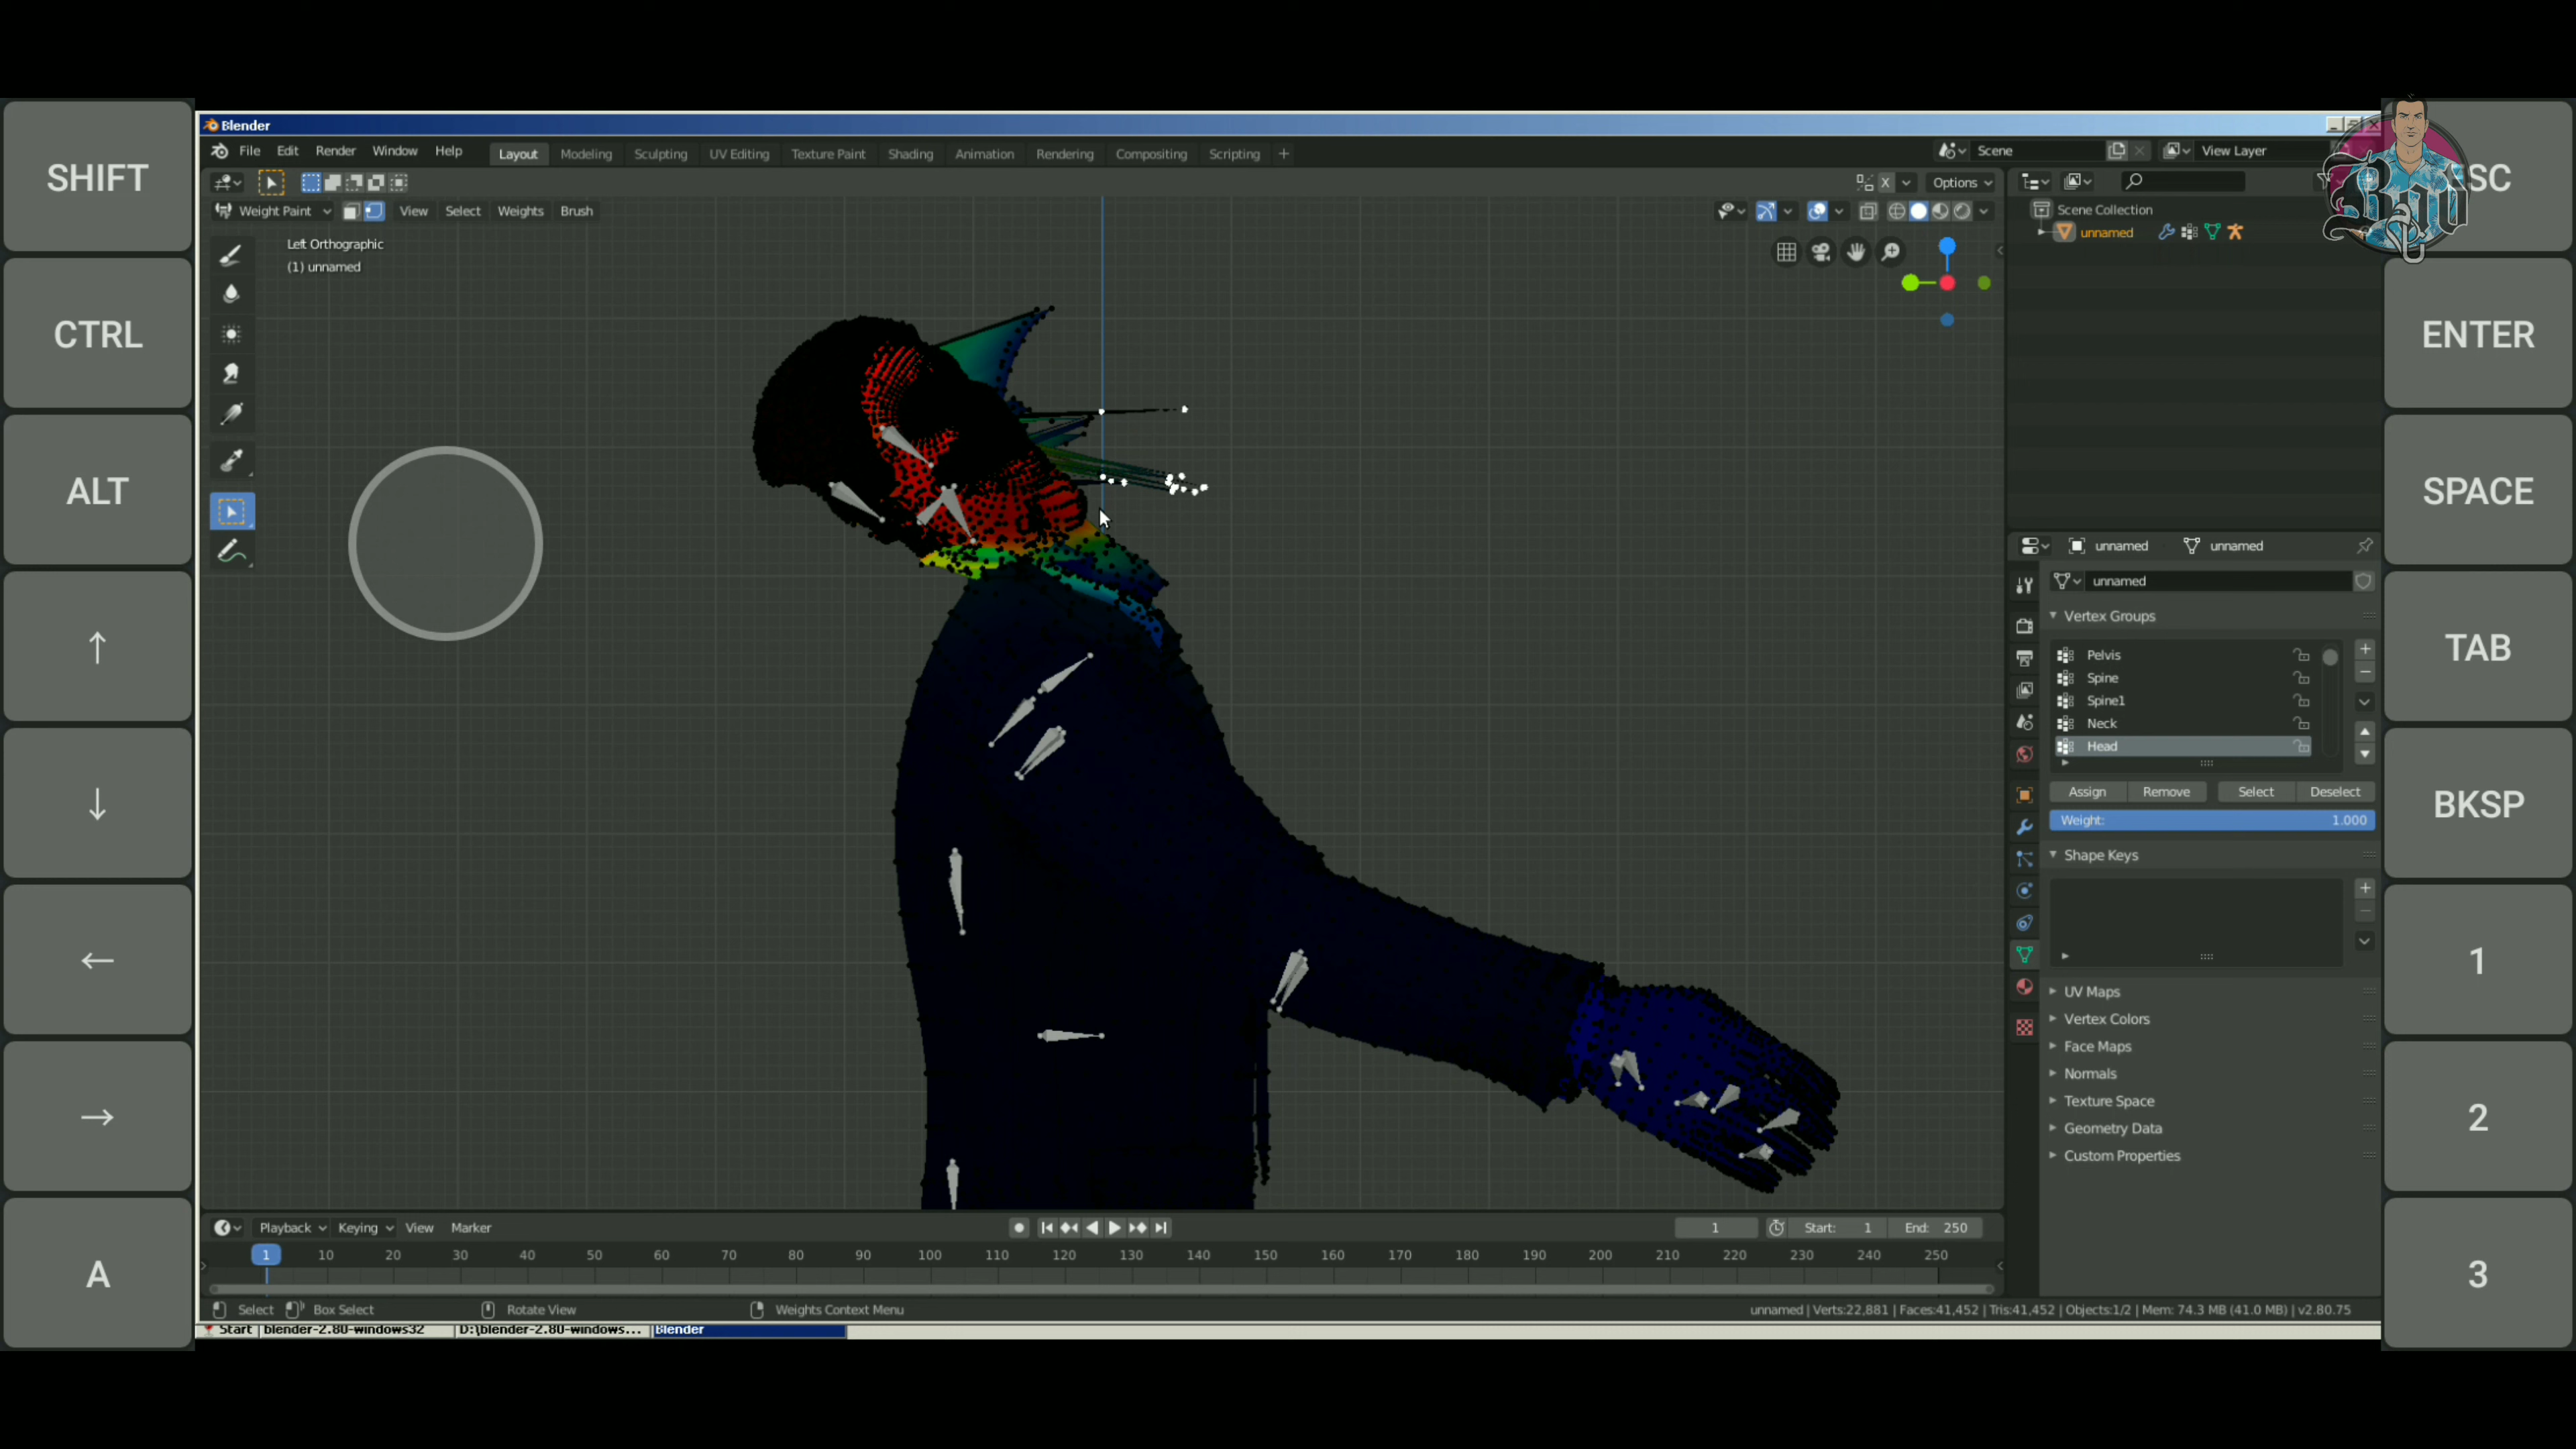 SHIFT
CTRL
ALT
↑
↓
←
→
A
Blender
File Edit Render Window Help
Layout Modeling Sculpting UV Editing Texture Paint Shading Animation Rendering Compositing Scripting +
Scene
View Layer
X
Options
Weight Paint View Select Weights Brush
Left Orthographic
(1) unnamed
Scene Collection
unnamed
unnamed unnamed
unnamed
Vertex Groups
Pelvis
Spine
Spine1
Neck
Head
Assign Remove Select Deselect
Weight: 1.000
Shape Keys
UV Maps
Vertex Colors
Face Maps
Normals
Texture Space
Geometry Data
Custom Properties
Playback Keying View Marker
1 Start: 1 End: 250
1 10 20 30 40 50 60 70 80 90 100 110 120 130 140 150 160 170 180 190 200 210 220 230 240 250
Select Box Select Rotate View Weights Context Menu
unnamed | Verts:22,881 | Faces:41,452 | Tris:41,452 | Objects:1/2 | Mem: 74.3 MB (41.0 MB) | v2.80.75
Start blender-2.80-windows32 D:\blender-2.80-windows... Blender
SC
ENTER
SPACE
TAB
BKSP
1
2
3